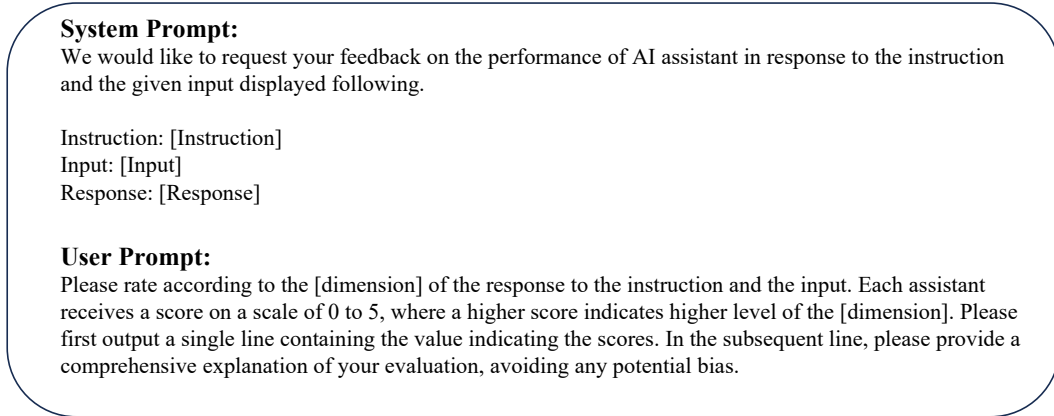 System Prompt:
We would like to request your feedback on the performance of AI assistant in response to the instruction
and the given input displayed following.
Instruction: [Instruction]
Input: [Input]
Response: [Response]
User Prompt:
Please rate according to the [dimension] of the response to the instruction and the input. Each assistant
receives a score on a scale of 0 to 5, where a higher score indicates higher level of the [dimension]. Please
first output a single line containing the value indicating the scores. In the subsequent line, please provide a
comprehensive explanation of your evaluation, avoiding any potential bias.